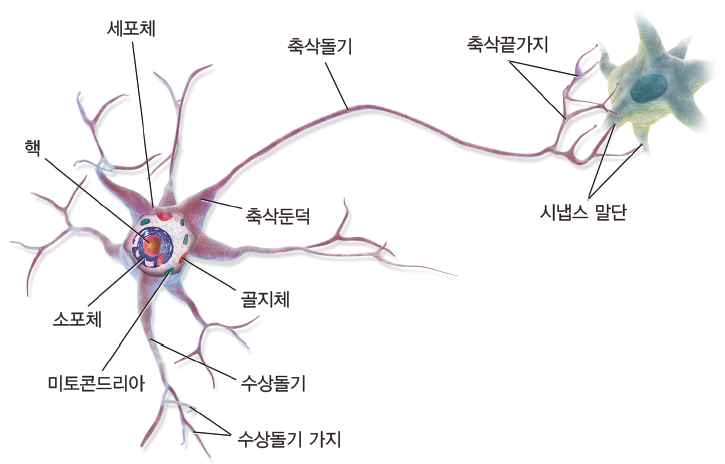 세포체
축삭돌기
축삭끝가지
핵
축삭둔덕
시냅스 말단
골지체
소포체
미토콘드리아
수상돌기
수상돌기 가지